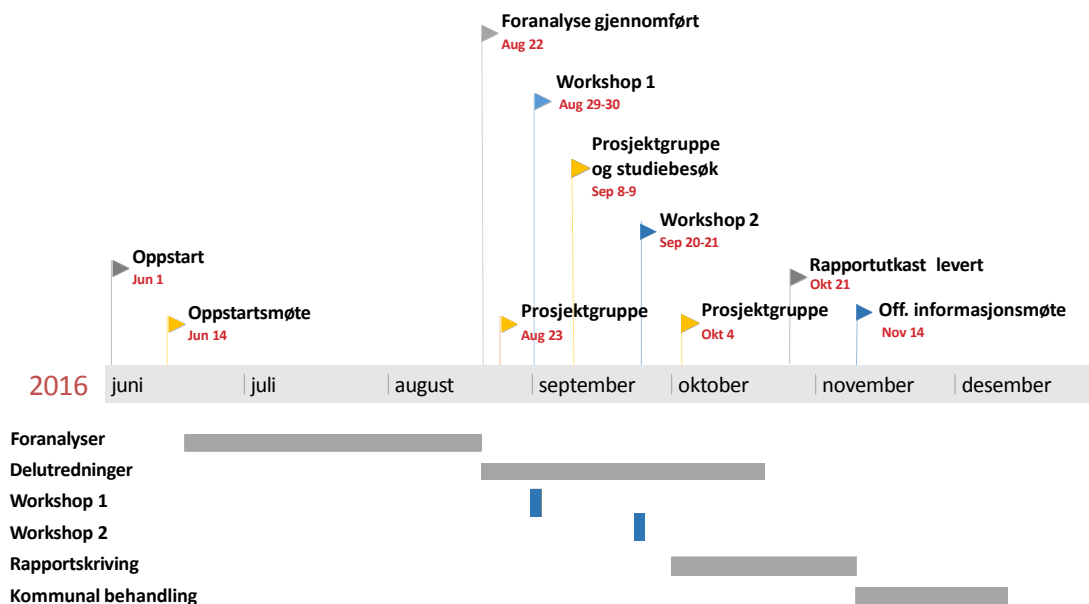 Foranalyse gjennomført
Aug 22
Workshop 1
Aug 29-30
Prosjektgruppe
og studiebesøk
Sep 8-9
Workshop 2
Sep 20-21
Oppstart
Jun 1
Rapportutkast levert
Okt 21
Oppstartsmøte
Jun 14
Prosjektgruppe
Aug 23
Prosjektgruppe
Okt 4
Off. informasjonsmøte
Nov 14
2016 juni juli august september oktober november desember
Foranalyser
Delutredninger
Workshop 1
Workshop 2
Rapportskriving
Kommunal behandling